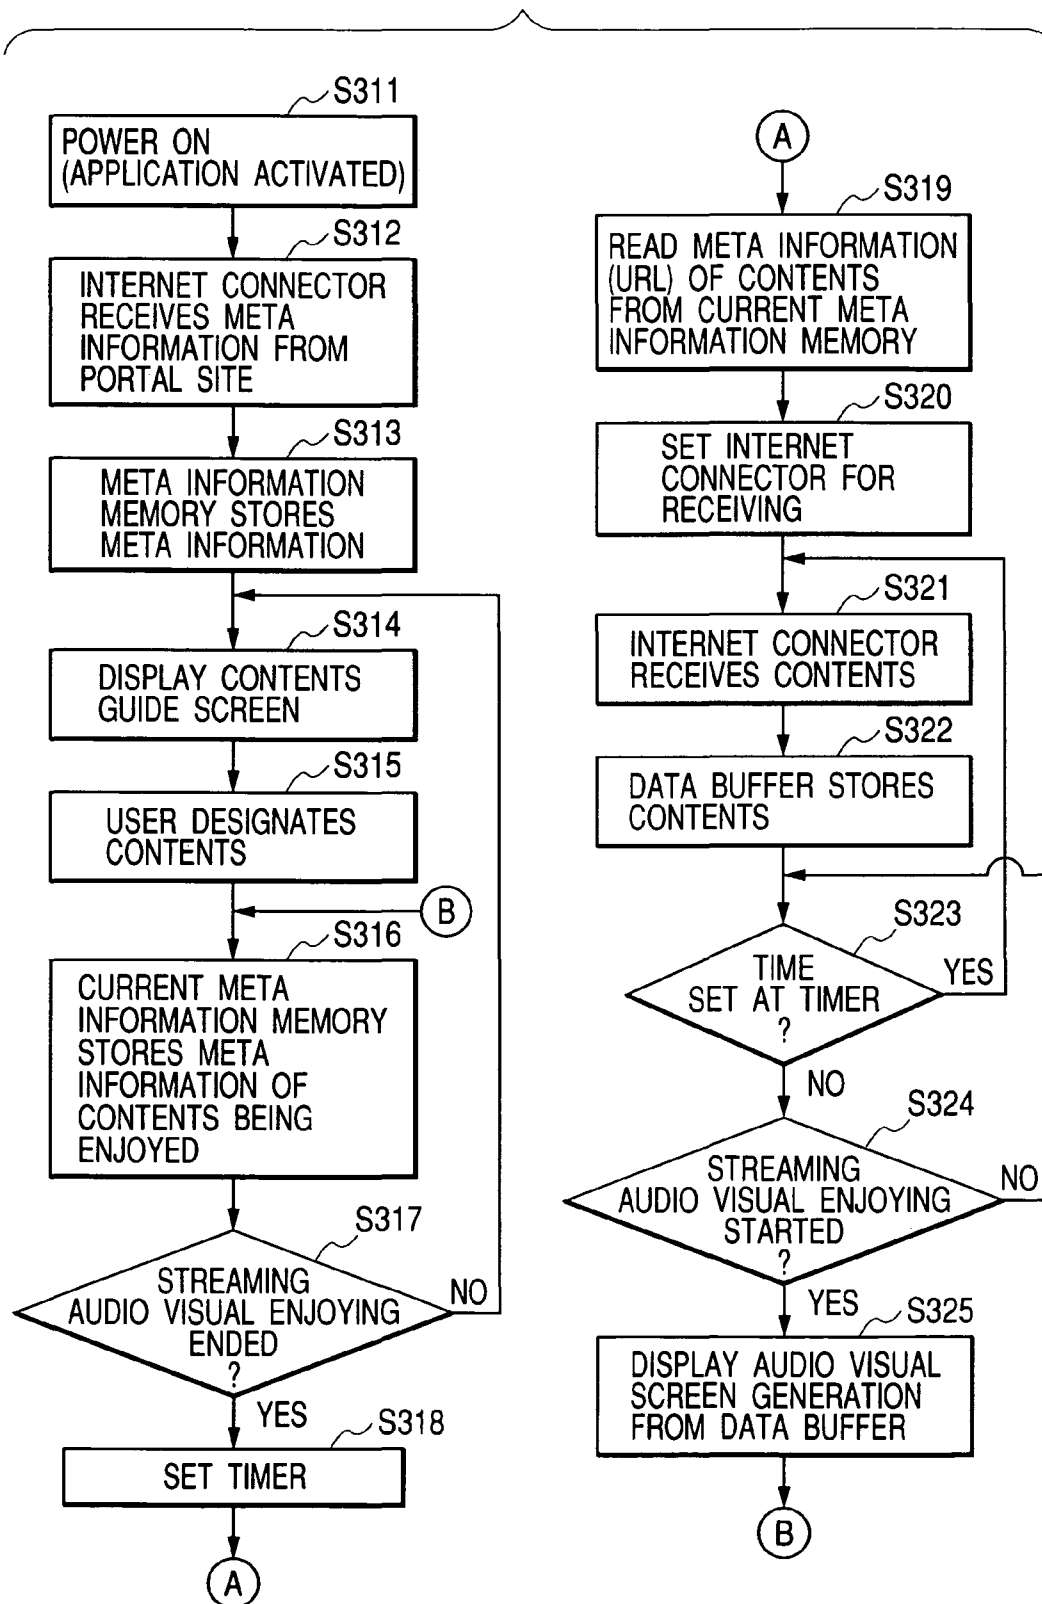 S311
POWER ON
(APPLICATION ACTIVATED)
S312
INTERNET CONNECTOR
RECEIVES META
INFORMATION FROM
PORTAL SITE
S313
META INFORMATION
MEMORY STORES
META INFORMATION
S314
DISPLAY CONTENTS
GUIDE SCREEN
S315
USER DESIGNATES
CONTENTS
B
S316
CURRENT META
INFORMATION MEMORY
STORES META
INFORMATION OF
CONTENTS BEING
ENJOYED
S317
STREAMING
AUDIO VISUAL ENJOYING
ENDED
?
NO
YES
S318
SET TIMER
A
A
S319
READ META INFORMATION
(URL) OF CONTENTS
FROM CURRENT META
INFORMATION MEMORY
S320
SET INTERNET
CONNECTOR FOR
RECEIVING
S321
INTERNET CONNECTOR
RECEIVES CONTENTS
S322
DATA BUFFER STORES
CONTENTS
S323
TIME
SET AT TIMER
?
YES
NO
S324
STREAMING
AUDIO VISUAL ENJOYING
STARTED
?
NO
YES
S325
DISPLAY AUDIO VISUAL
SCREEN GENERATION
FROM DATA BUFFER
B